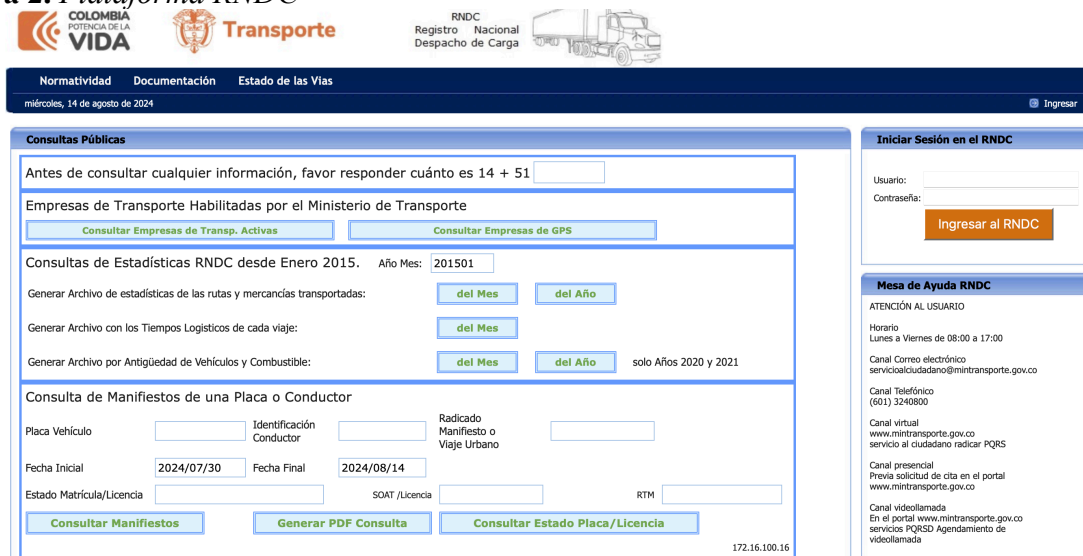 a 2. Plataforma RNDC
COLOMBIA
POTENCIA DE LA
VIDA
Transporte
RNDC
Registro Nacional
Despacho de Carga
Normatividad Documentación Estado de las Vias
miércoles, 14 de agosto de 2024 Ingresar
Consultas Públicas
Antes de consultar cualquier información, favor responder cuánto es 14 + 51
Empresas de Transporte Habilitadas por el Ministerio de Transporte
Consultar Empresas de Transp. Activas Consultar Empresas de GPS
Consultas de Estadísticas RNDC desde Enero 2015. Año Mes: 201501
Generar Archivo de estadísticas de las rutas y mercancías transportadas: del Mes del Año
Generar Archivo con los Tiempos Logisticos de cada viaje: del Mes
Generar Archivo por Antigüedad de Vehículos y Combustible: del Mes del Año solo Años 2020 y 2021
Consulta de Manifiestos de una Placa o Conductor
Placa Vehículo
Identificación
Conductor
Radicado
Manifiesto o
Viaje Urbano
Fecha Inicial 2024/07/30 Fecha Final 2024/08/14
Estado Matrícula/Licencia SOAT /Licencia RTM
Consultar Manifiestos Generar PDF Consulta Consultar Estado Placa/Licencia
172.16.100.16
Iniciar Sesión en el RNDC
Usuario:
Contraseña:
Ingresar al RNDC
Mesa de Ayuda RNDC
ATENCIÓN AL USUARIO
Horario
Lunes a Viernes de 08:00 a 17:00
Canal Correo electrónico
servicioalciudadano@mintransporte.gov.co
Canal Telefónico
(601) 3240800
Canal virtual
www.mintransporte.gov.co
servicio al ciudadano radicar PQRS
Canal presencial
Previa solicitud de cita en el portal
www.mintransporte.gov.co
Canal videollamada
En el portal www.mintransporte.gov.co
servicios PQRSD Agendamiento de
videollamada